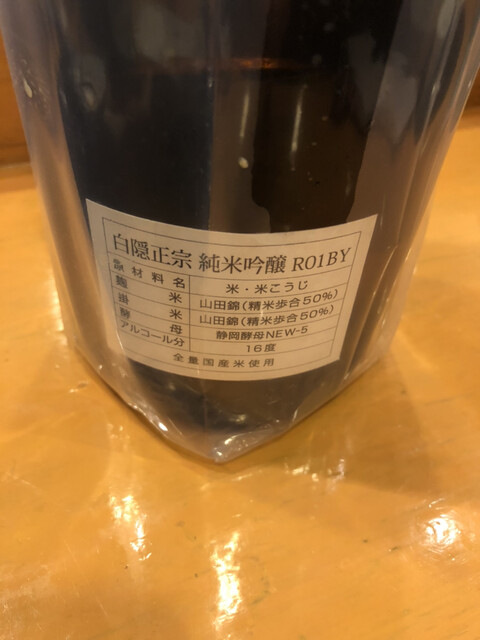 白隠正宗 純米吟醸 R01BY
原材料名 米・米こうじ
麹米 山田錦(精米歩合50%)
掛米 山田錦(精米歩合50%)
酵母 静岡酵母NEW-5
アルコール分 16度
全量国産米使用